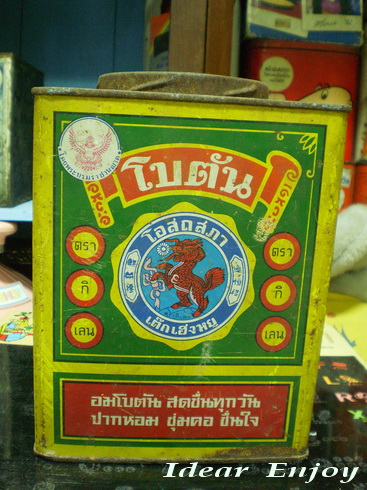 โบตัน
โอสถสภา
เต็กเฮงหยู
ตรา
กิ
เลน
ตรา
กิ
เลน
อมโบตัน สดชื่นทุกวัน
ปากหอม ชุ่มคอ ชื่นใจ
Idear Enjoy